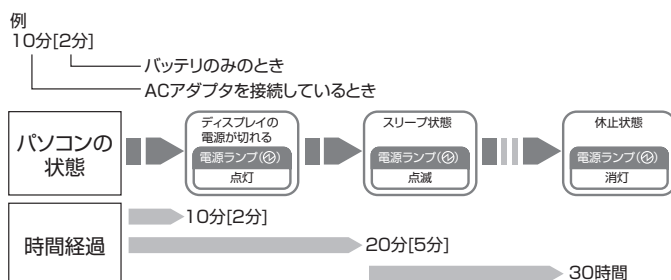 例
10分[2分]
バッテリのみのとき
ACアダプタを接続しているとき
パソコンの
状態
ディスプレイの
電源が切れる
電源ランプ()
点灯
スリープ状態
電源ランプ()
点滅
休止状態
電源ランプ()
消灯
時間経過
10分[2分]
20分[5分]
30時間